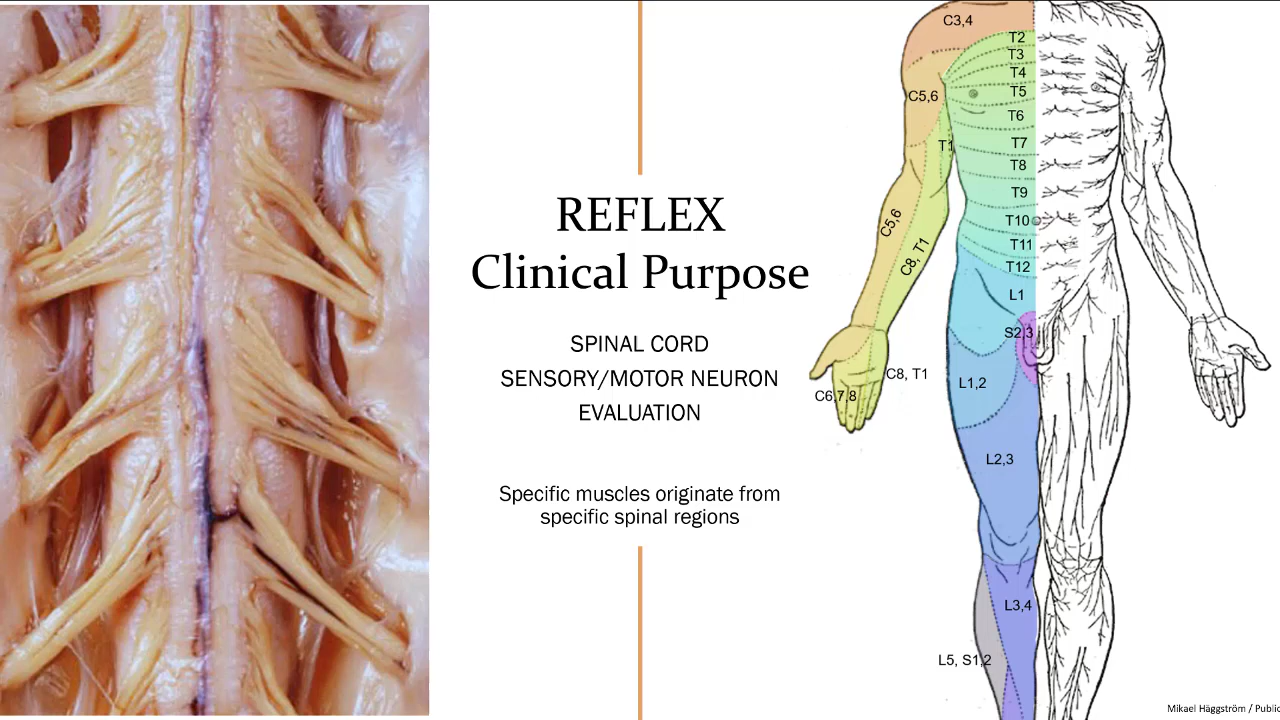 REFLEX
Clinical Purpose
SPINAL CORD
SENSORY/MOTOR NEURON
EVALUATION
Specific muscles originate from
specific spinal regions
C3,4
T2
T3
T4
T5
C5,6
T6
T7
T1
T8
T9
T10
C5,6
T11
C8, T1
T12
L1
S2,3
C8, T1
L1,2
C6,7,8
L2,3
L3,4
L5, S1,2
Mikael Häggström / Public